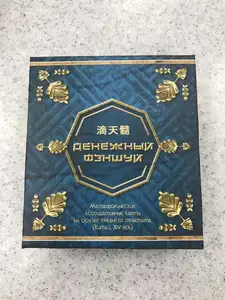 滴天髓
ДЕНЕЖНЫЙ
ФЭНШУЙ
Метафорические
ассоциативные карты
на основе древнего трактата
(Китай, XIV век)